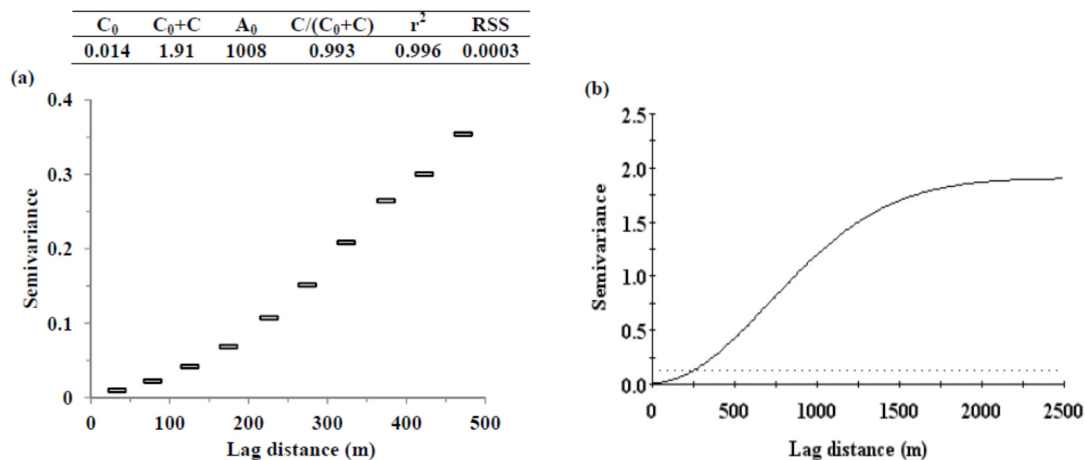 C₀ C₀+C A₀ C/(C₀+C) r² RSS
0.014 1.91 1008 0.993 0.996 0.0003
(a)
0.4
0.3
0.2
0.1
0
Semivariance
0 100 200 300 400 500
Lag distance (m)
(b)
2.5
2.0
1.5
1.0
0.5
0.0
Semivariance
0 500 1000 1500 2000 2500
Lag distance (m)